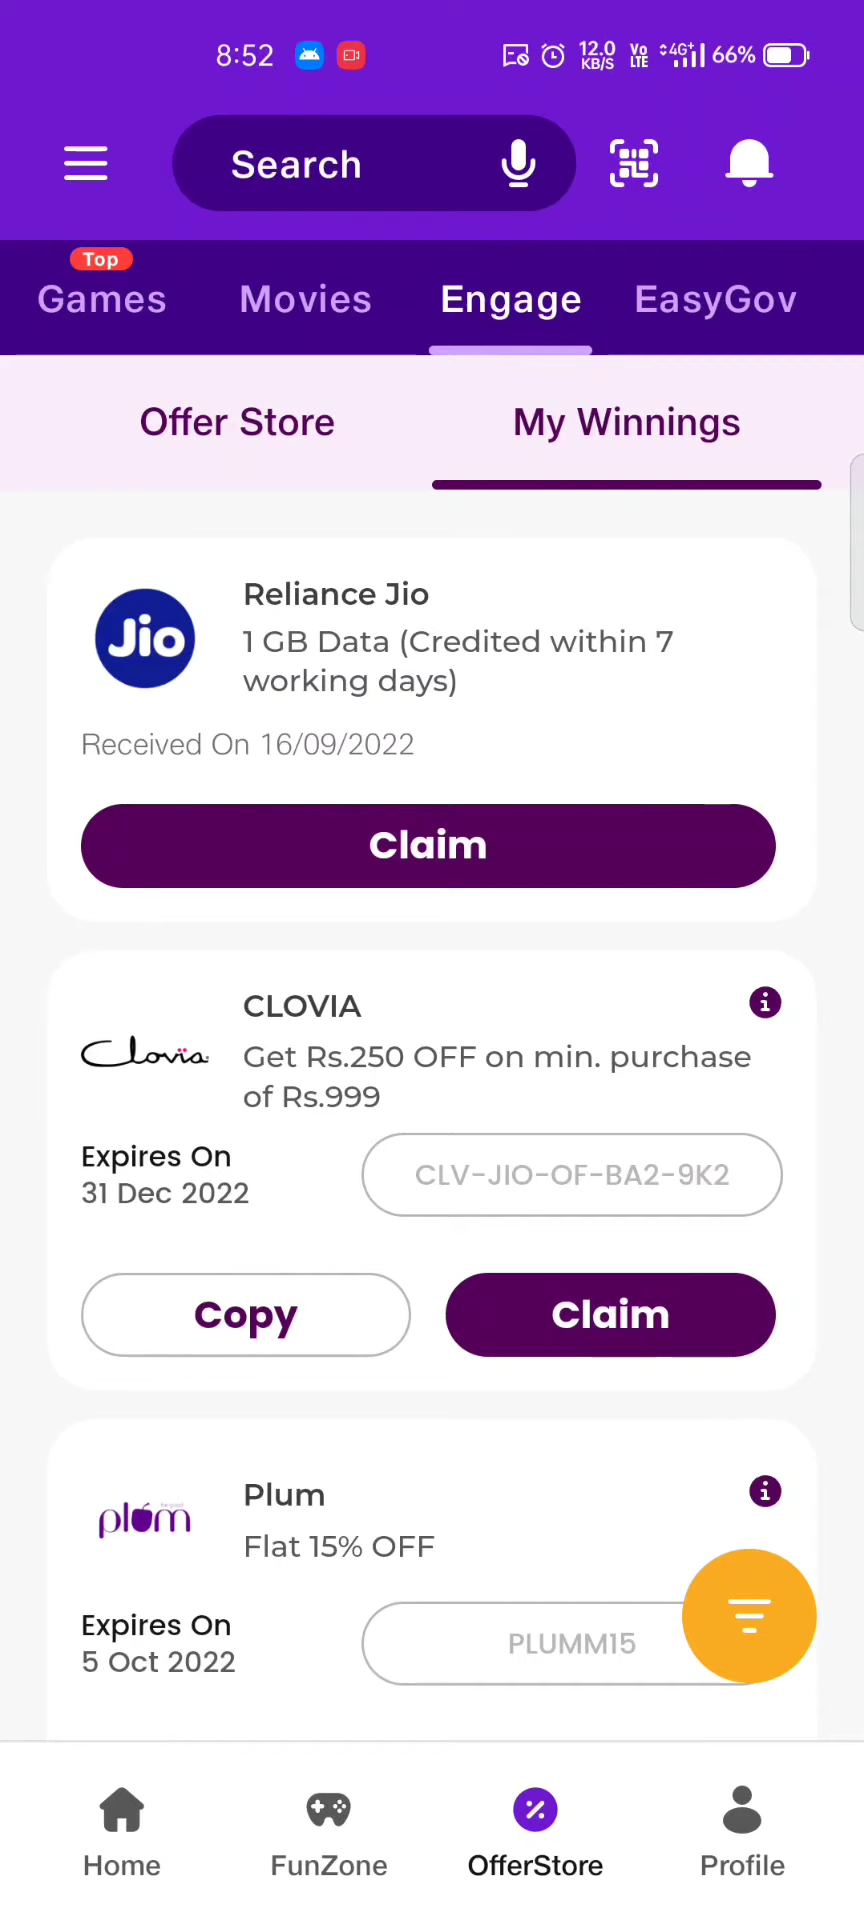 8:52
12.0
KB/S
Vo
LTE
4G+
66%
Search
Top
Games
Movies
Engage
EasyGov
Offer Store
My Winnings
Jio
Reliance Jio
1 GB Data (Credited within 7
working days)
Received On 16/09/2022
Claim
CLOVIA
Clovia
Get Rs.250 OFF on min. purchase
of Rs.999
Expires On
31 Dec 2022
CLV-JIO-OF-BA2-9K2
Copy
Claim
Plum
plum
Flat 15% OFF
Expires On
5 Oct 2022
PLUMM15
Home
FunZone
OfferStore
Profile